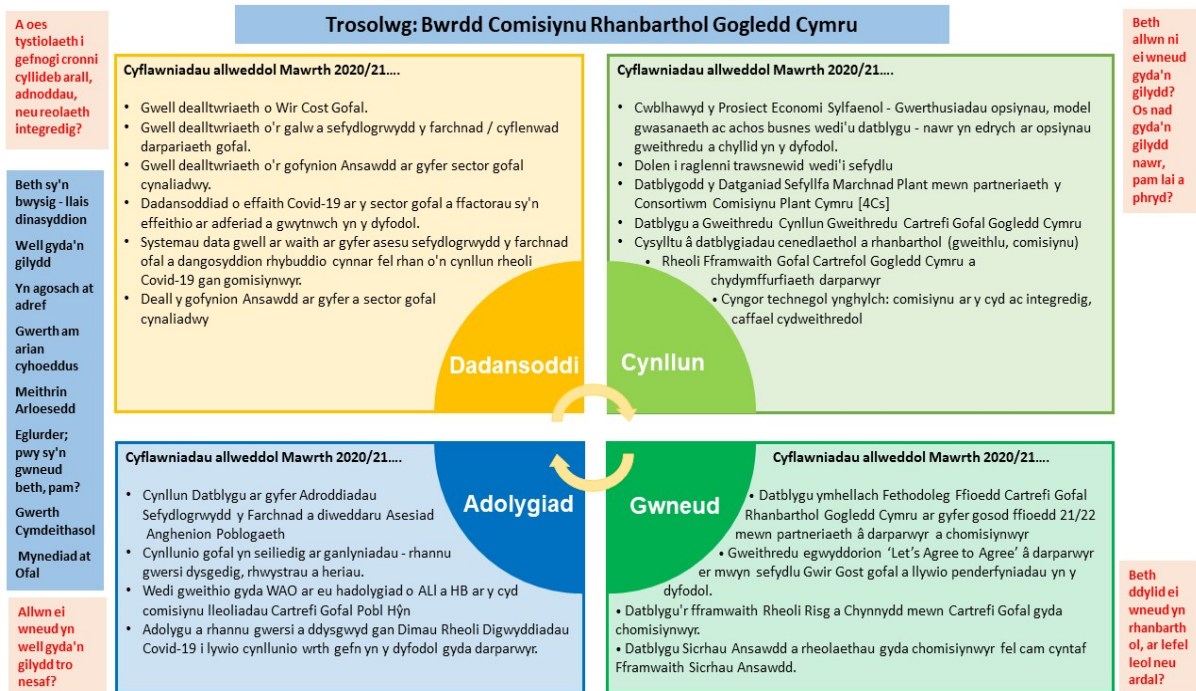 Trosolwg: Bwrdd Comisiynu Rhanbarthol Gogledd Cymru
A oes
tystiolaeth i
gefnogi cronni
cyllideb arall,
adnoddau,
neu reolaeth
integredig?
Beth sy'n
bwysig - llais
dinasyddion
Well gyda'n
gilydd
Yn agosach at
adref
Gwerth am
arian
cyhoeddus
Meithrin
Arloesedd
Eglurder;
pwy sy'n
gwneud
beth, pam?
Gwerth
Cymdeithasol
Mynediad at
Ofal
Allwn ei
wneud yn
well gyda'n
gilydd tro
nesaf?
Cyflawniadau allweddol Mawrth 2020/21....
• Gwell dealltwriaeth o Wir Cost Gofal.
• Gwell dealltwriaeth o'r galw a sefydlogrwydd y farchnad / cyflenwad
darpariaeth gofal.
• Gwell dealltwriaeth o'r gofynion Ansawdd ar gyfer sector gofal
cynaliadwy.
• Dadansoddiad o effaith Covid-19 ar y sector gofal a ffactorau sy'n
effeithio ar adferiad a gwytnwch yn y dyfodol.
• Systemau data gwell ar waith ar gyfer asesu sefydlogrwydd y farchnad
ofal a dangosyddion rhybuddio cynnar fel rhan o'n cynllun rheoli
Covid-19 gan gomisiynwyr.
• Deall y gofynion Ansawdd ar gyfer a sector gofal
cynaliadwy
Dadansoddi
Cyflawniadau allweddol Mawrth 2020/21....
• Cwblhawyd y Prosiect Economi Sylfaenol - Gwerthusiadau opsiynau, model
gwasanaeth ac achos busnes wedi'u datblygu - nawr yn edrych ar opsiynau
gweithredu a chyllid yn y dyfodol.
• Dolen i raglenni trawsnewid wedi'i sefydlu
• Datblygodd y Datganiad Sefyllfa Marchnad Plant mewn partneriaeth y
Consortiwm Comisiynu Plant Cymru [4Cs]
• Datblygu a Gweithredu Cynllun Gweithredu Cartrefi Gofal Gogledd Cymru
• Cysylltu â datblygiadau cenedlaethol a rhanbarthol (gweithlu, comisiynu)
• Rheoli Fframwaith Gofal Cartrefol Gogledd Cymru a
chydymffurfiaeth darparwyr
• Cyngor technegol ynghylch: comisiynu ar y cyd ac integredig,
caffael cydweithredol
Cynllun
Cyflawniadau allweddol Mawrth 2020/21....
• Cynllun Datblygu ar gyfer Adroddiadau
Sefydlogrwydd y Farchnad a diweddaru Asesiad
Anghenion Poblogaeth
• Cynllunio gofal yn seiliedig ar ganlyniadau - rhannu
gwersi dysgedig, rhwystrau a heriau.
• Wedi gweithio gyda WAO ar eu hadolygiad o ALl a HB ar y cyd
comisiynu lleoliadau Cartrefi Gofal Pobl Hŷn
• Adolygu a rhannu gwersi a ddysgwyd gan Dimau Rheoli Digwyddiadau
Covid-19 i lywio cynllunio wrth gefn yn y dyfodol gyda darparwyr.
Adolygiad
Cyflawniadau allweddol Mawrth 2020/21....
• Datblygu ymhellach Fethodoleg Ffioedd Cartrefi Gofal
Rhanbarthol Gogledd Cymru ar gyfer gosod ffioedd 21/22
mewn partneriaeth â darparwyr a chomisiynwyr
• Gweithredu egwyddorion 'Let's Agree to Agree' â darparwyr
er mwyn sefydlu Gwir Gost gofal a llywio penderfyniadau yn y
dyfodol.
• Datblygu'r fframwaith Rheoli Risg a Chynnydd mewn Cartrefi Gofal gyda
chomisiynwyr.
• Datblygu Sicrhau Ansawdd a rheolaethau gyda chomisiynwyr fel cam cyntaf
Fframwaith Sicrhau Ansawdd.
Gwneud
Beth
allwn ni
ei wneud
gyda'n
gilydd?
Os nad
gyda'n
gilydd
nawr,
pam lai a
phryd?
Beth
ddylid ei
wneud yn
rhanbarth
ol, ar lefel
leol neu
ardal?